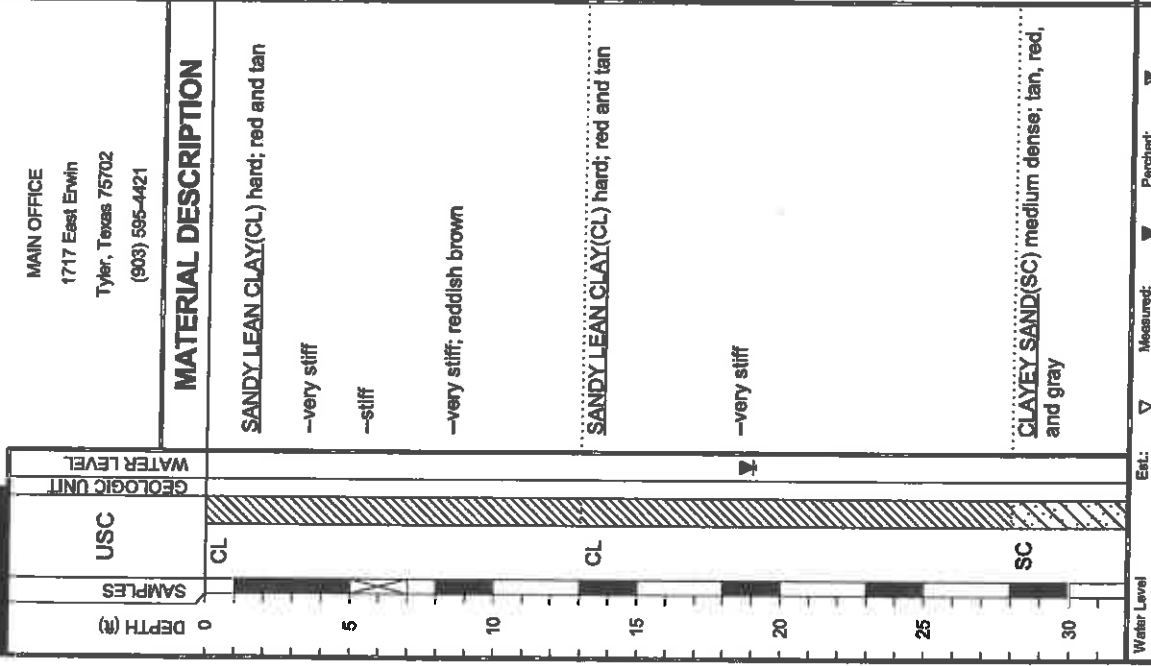 MAIN OFFICE
1717 East Erwin
Tyler, Texas 75702
(903) 595-4421
DEPTH (ft)
SAMPLES
USC
GEOLOGIC UNIT
WATER LEVEL
MATERIAL DESCRIPTION
0
CL
SANDY LEAN CLAY(CL) hard; red and tan
--very stiff
5
--stiff
--very stiff; reddish brown
10
CL
SANDY LEAN CLAY(CL) hard; red and tan
15
--very stiff
20
25
SC
CLAYEY SAND(SC) medium dense; tan, red,
and gray
30
Water Level Est.: Measured: Perched: